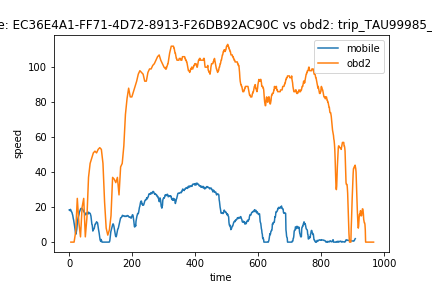 e: EC36E4A1-FF71-4D72-8913-F26DB92AC90C vs obd2: trip_TAU99985_
mobile
obd2
100
80
60
40
20
0
speed
0 200 400 600 800 1000
time